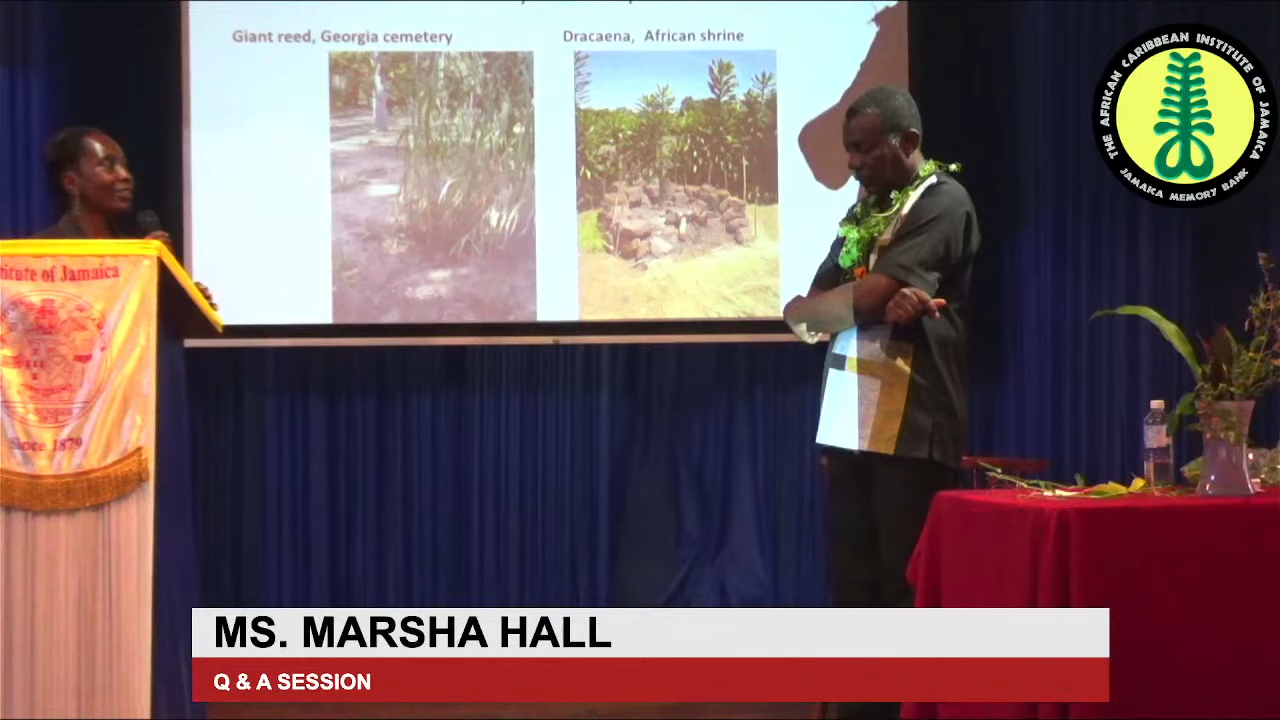 Giant reed, Georgia cemetery
Dracaena, African shrine
THE AFRICAN CARIBBEAN INSTITUTE OF JAMAICA
JAMAICA MEMORY BANK
of Jamaica
Since 1879
MS. MARSHA HALL
Q & A SESSION